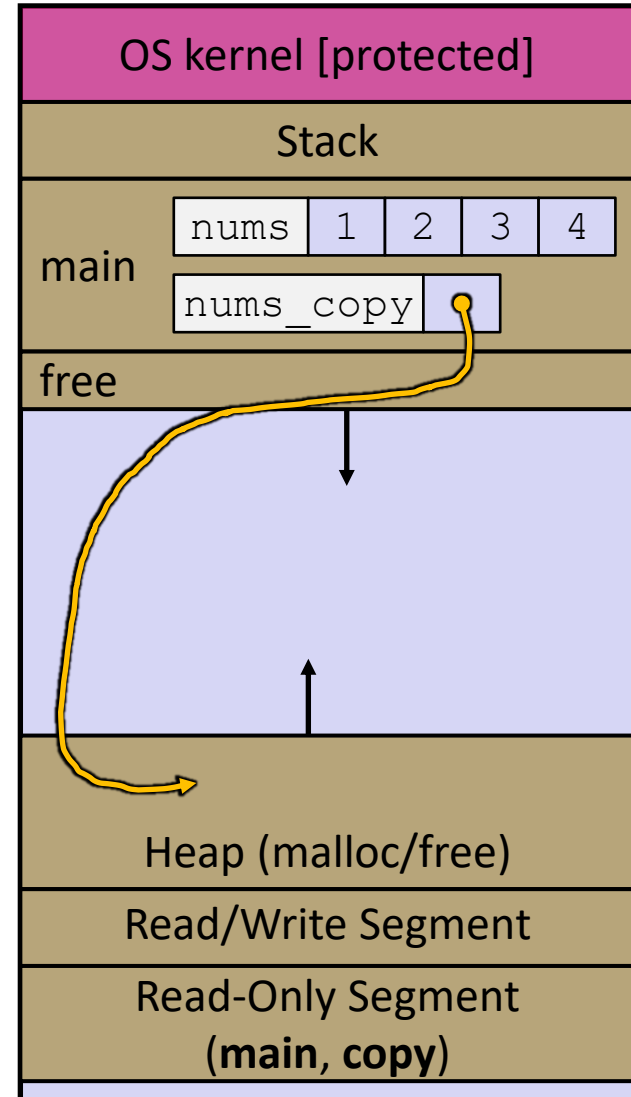 OS kernel [protected]
Stack
main
nums 1 2 3 4
nums_copy
free
Heap (malloc/free)
Read/Write Segment
Read-Only Segment
(main, copy)